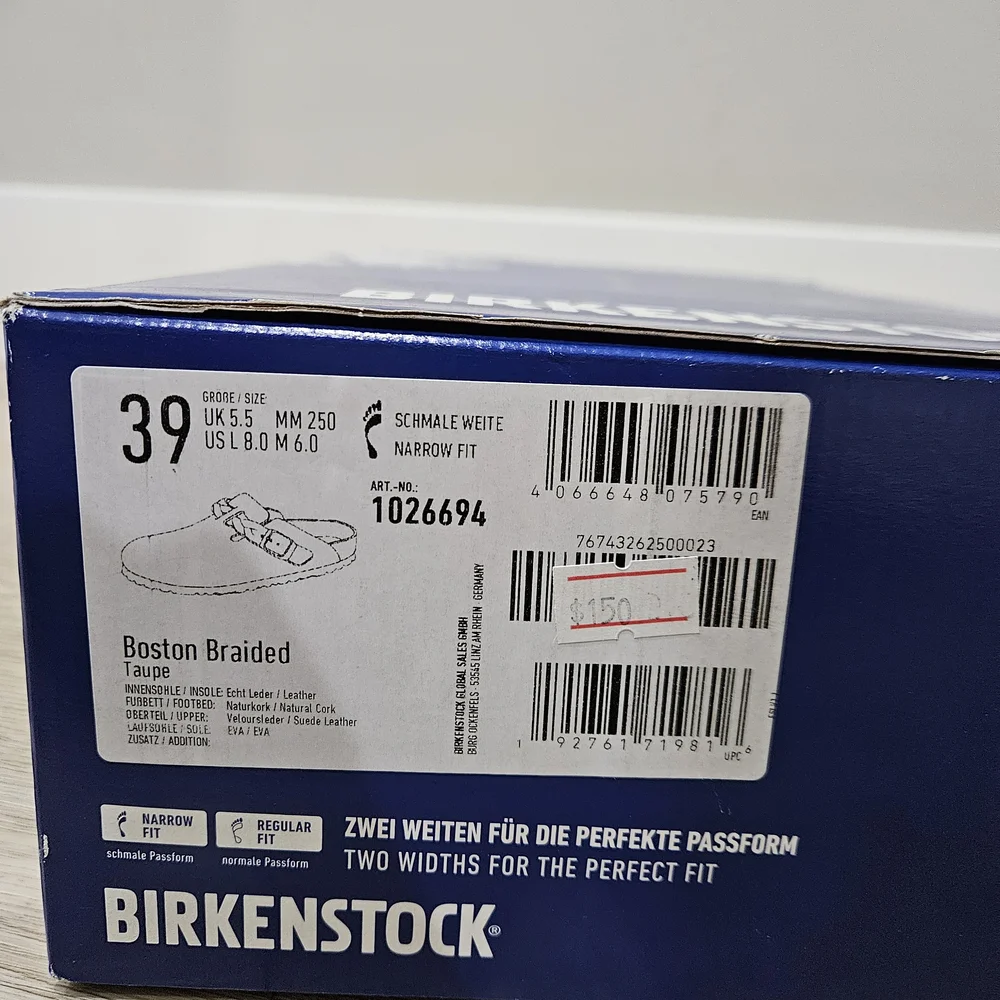 BIRKENSTOCK
39
GRÖßE / SIZE:
UK 5.5 MM 250
US L 8.0 M 6.0
SCHMALE WEITE
NARROW FIT
ART.-NO.:
1026694
4 066648 075790
EAN
76743262500023
$150
Boston Braided
Taupe
INNENSOHLE / INSOLE: Echt Leder / Leather
FUßBETT / FOOTBED: Naturkork / Natural Cork
OBERTEIL / UPPER: Veloursleder / Suede Leather
LAUFSOHLE / SOLE: EVA / EVA
ZUSATZ / ADDITION:
BIRKENSTOCK GLOBAL SALES GMBH
BURG OCKENFELS · 53545 LINZ AM RHEIN · GERMANY
1 92761 71981 6
UPC
NARROW FIT
schmale Passform
REGULAR FIT
normale Passform
ZWEI WEITEN FÜR DIE PERFEKTE PASSFORM
TWO WIDTHS FOR THE PERFECT FIT
BIRKENSTOCK®